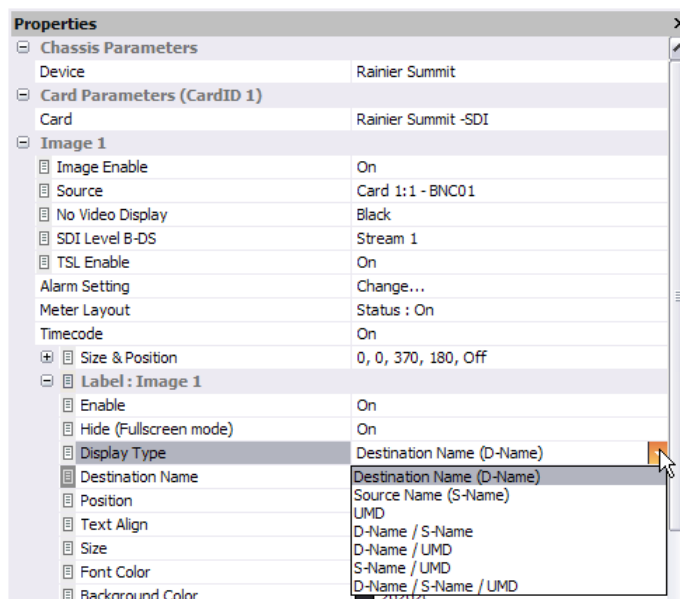 Properties
Chassis Parameters
Device Rainier Summit
Card Parameters (CardID 1)
Card Rainier Summit -SDI
Image 1
Image Enable On
Source Card 1:1 - BNC01
No Video Display Black
SDI Level B-DS Stream 1
TSL Enable On
Alarm Setting Change...
Meter Layout Status : On
Timecode On
Size & Position 0, 0, 370, 180, Off
Label : Image 1
Enable On
Hide (Fullscreen mode) On
Display Type Destination Name (D-Name)
Destination Name Destination Name (D-Name)
Position Source Name (S-Name)
UMD
Text Align D-Name / S-Name
Size D-Name / UMD
Font Color S-Name / UMD
Background Color D-Name / S-Name / UMD